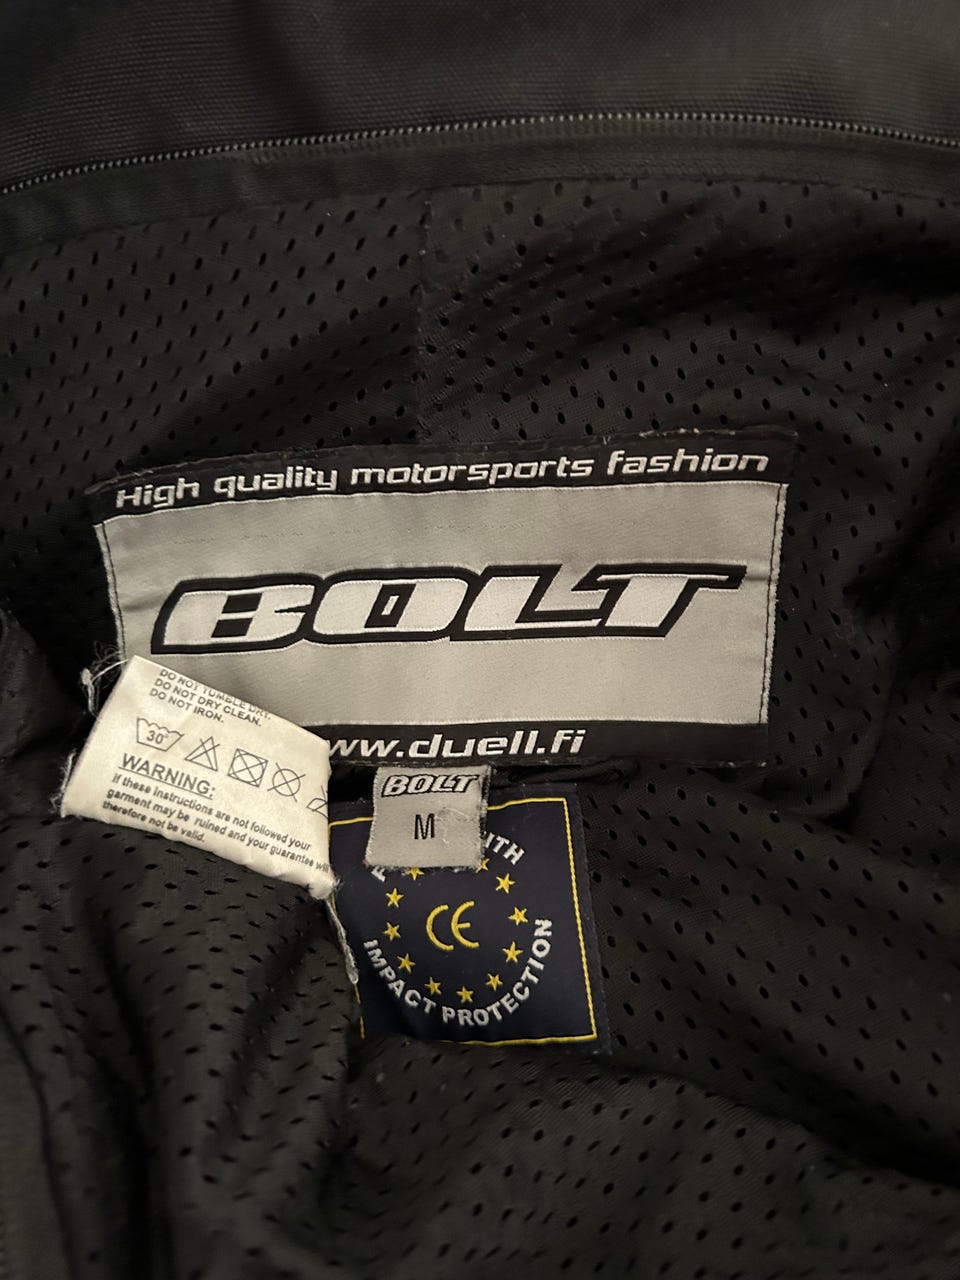 High quality motorsports fashion
BOLT
ww.duell.fi
DO NOT TUMBLE DRY.
DO NOT DRY CLEAN.
DO NOT IRON.
30°
WARNING:
if these instructions are not followed your
garment may be ruined and your guarantee
therefore not be valid.
BOLT
M
CE
IMPACT PROTECTION